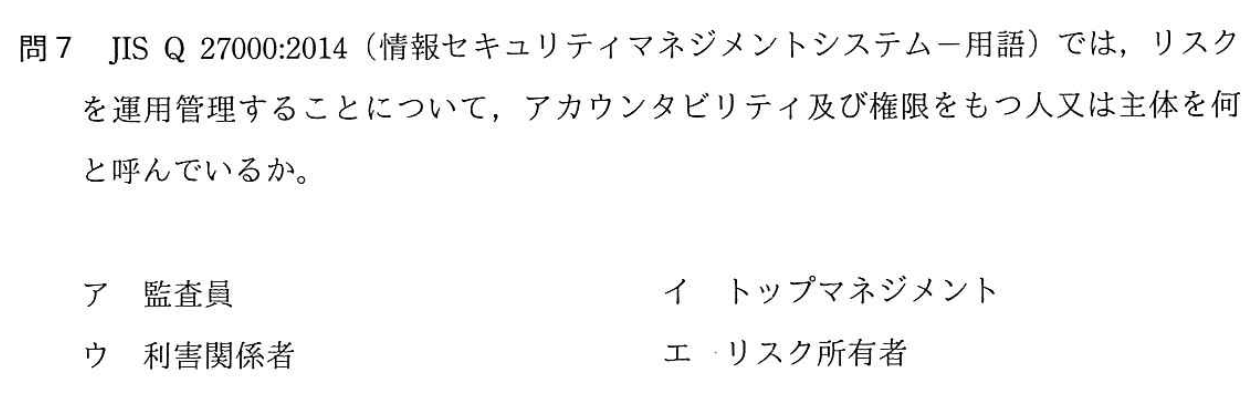 問7 JIS Q 27000:2014（情報セキュリティマネジメントシステム－用語）では，リスク
を運用管理することについて，アカウンタビリティ及び権限をもつ人又は主体を何
と呼んでいるか。
ア 監査員 イ トップマネジメント
ウ 利害関係者 エ リスク所有者